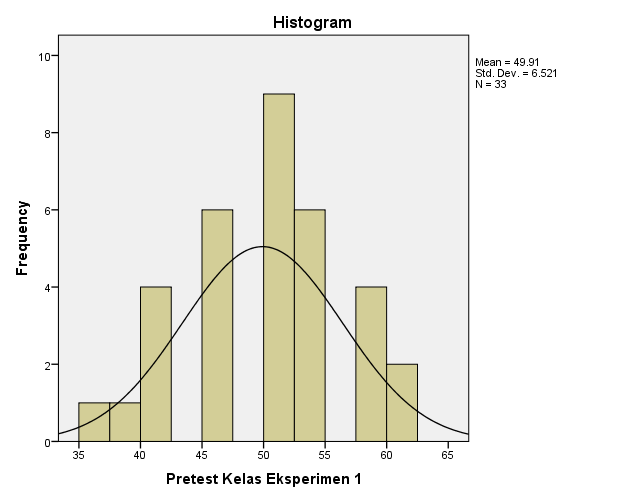 Histogram
Mean = 49.91
Std. Dev. = 6.521
N = 33
Frequency
10
8
6
4
2
0
35 40 45 50 55 60 65
Pretest Kelas Eksperimen 1